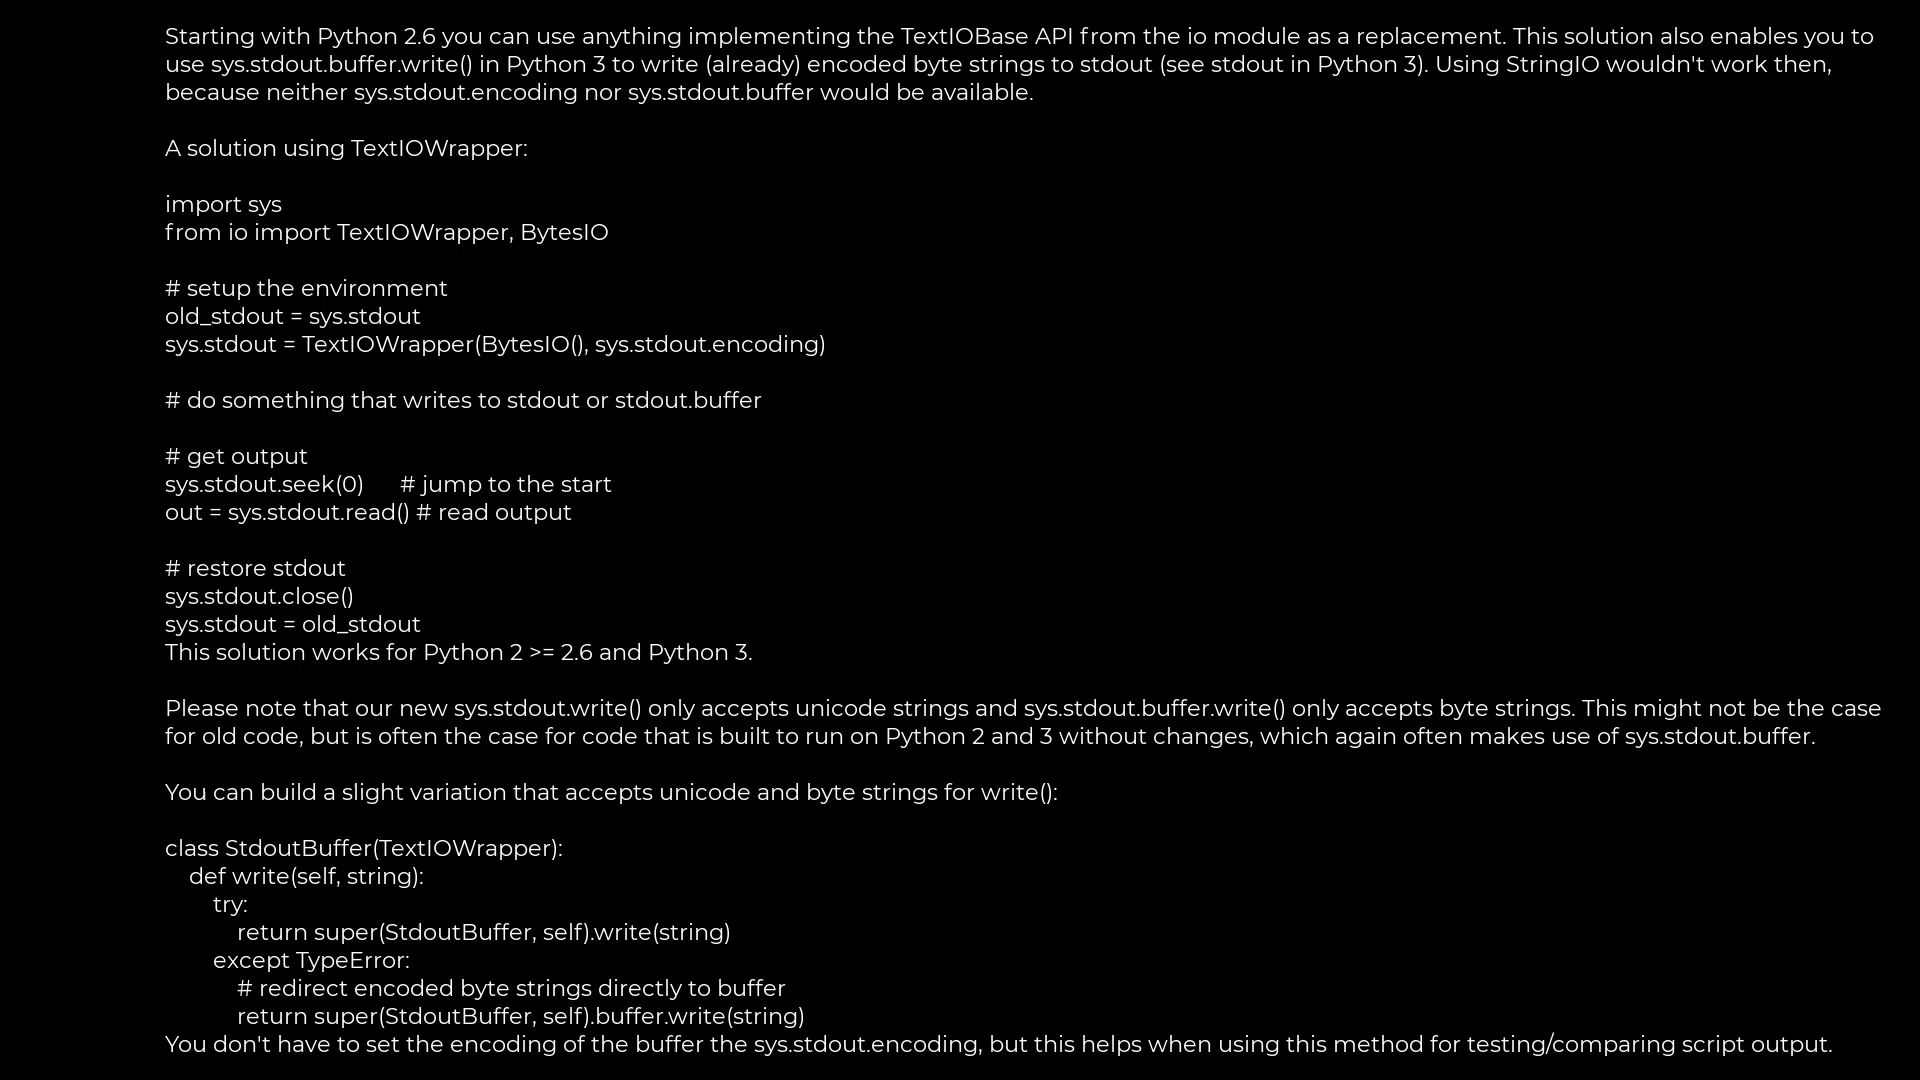 Starting with Python 2.6 you can use anything implementing the TextIOBase API from the io module as a replacement. This solution also enables you to
use sys.stdout.buffer.write() in Python 3 to write (already) encoded byte strings to stdout (see stdout in Python 3). Using StringIO wouldn't work then,
because neither sys.stdout.encoding nor sys.stdout.buffer would be available.

A solution using TextIOWrapper:

import sys
from io import TextIOWrapper, BytesIO

# setup the environment
old_stdout = sys.stdout
sys.stdout = TextIOWrapper(BytesIO(), sys.stdout.encoding)

# do something that writes to stdout or stdout.buffer

# get output
sys.stdout.seek(0)      # jump to the start
out = sys.stdout.read() # read output

# restore stdout
sys.stdout.close()
sys.stdout = old_stdout
This solution works for Python 2 >= 2.6 and Python 3.

Please note that our new sys.stdout.write() only accepts unicode strings and sys.stdout.buffer.write() only accepts byte strings. This might not be the case
for old code, but is often the case for code that is built to run on Python 2 and 3 without changes, which again often makes use of sys.stdout.buffer.

You can build a slight variation that accepts unicode and byte strings for write():

class StdoutBuffer(TextIOWrapper):
    def write(self, string):
        try:
            return super(StdoutBuffer, self).write(string)
        except TypeError:
            # redirect encoded byte strings directly to buffer
            return super(StdoutBuffer, self).buffer.write(string)
You don't have to set the encoding of the buffer the sys.stdout.encoding, but this helps when using this method for testing/comparing script output.